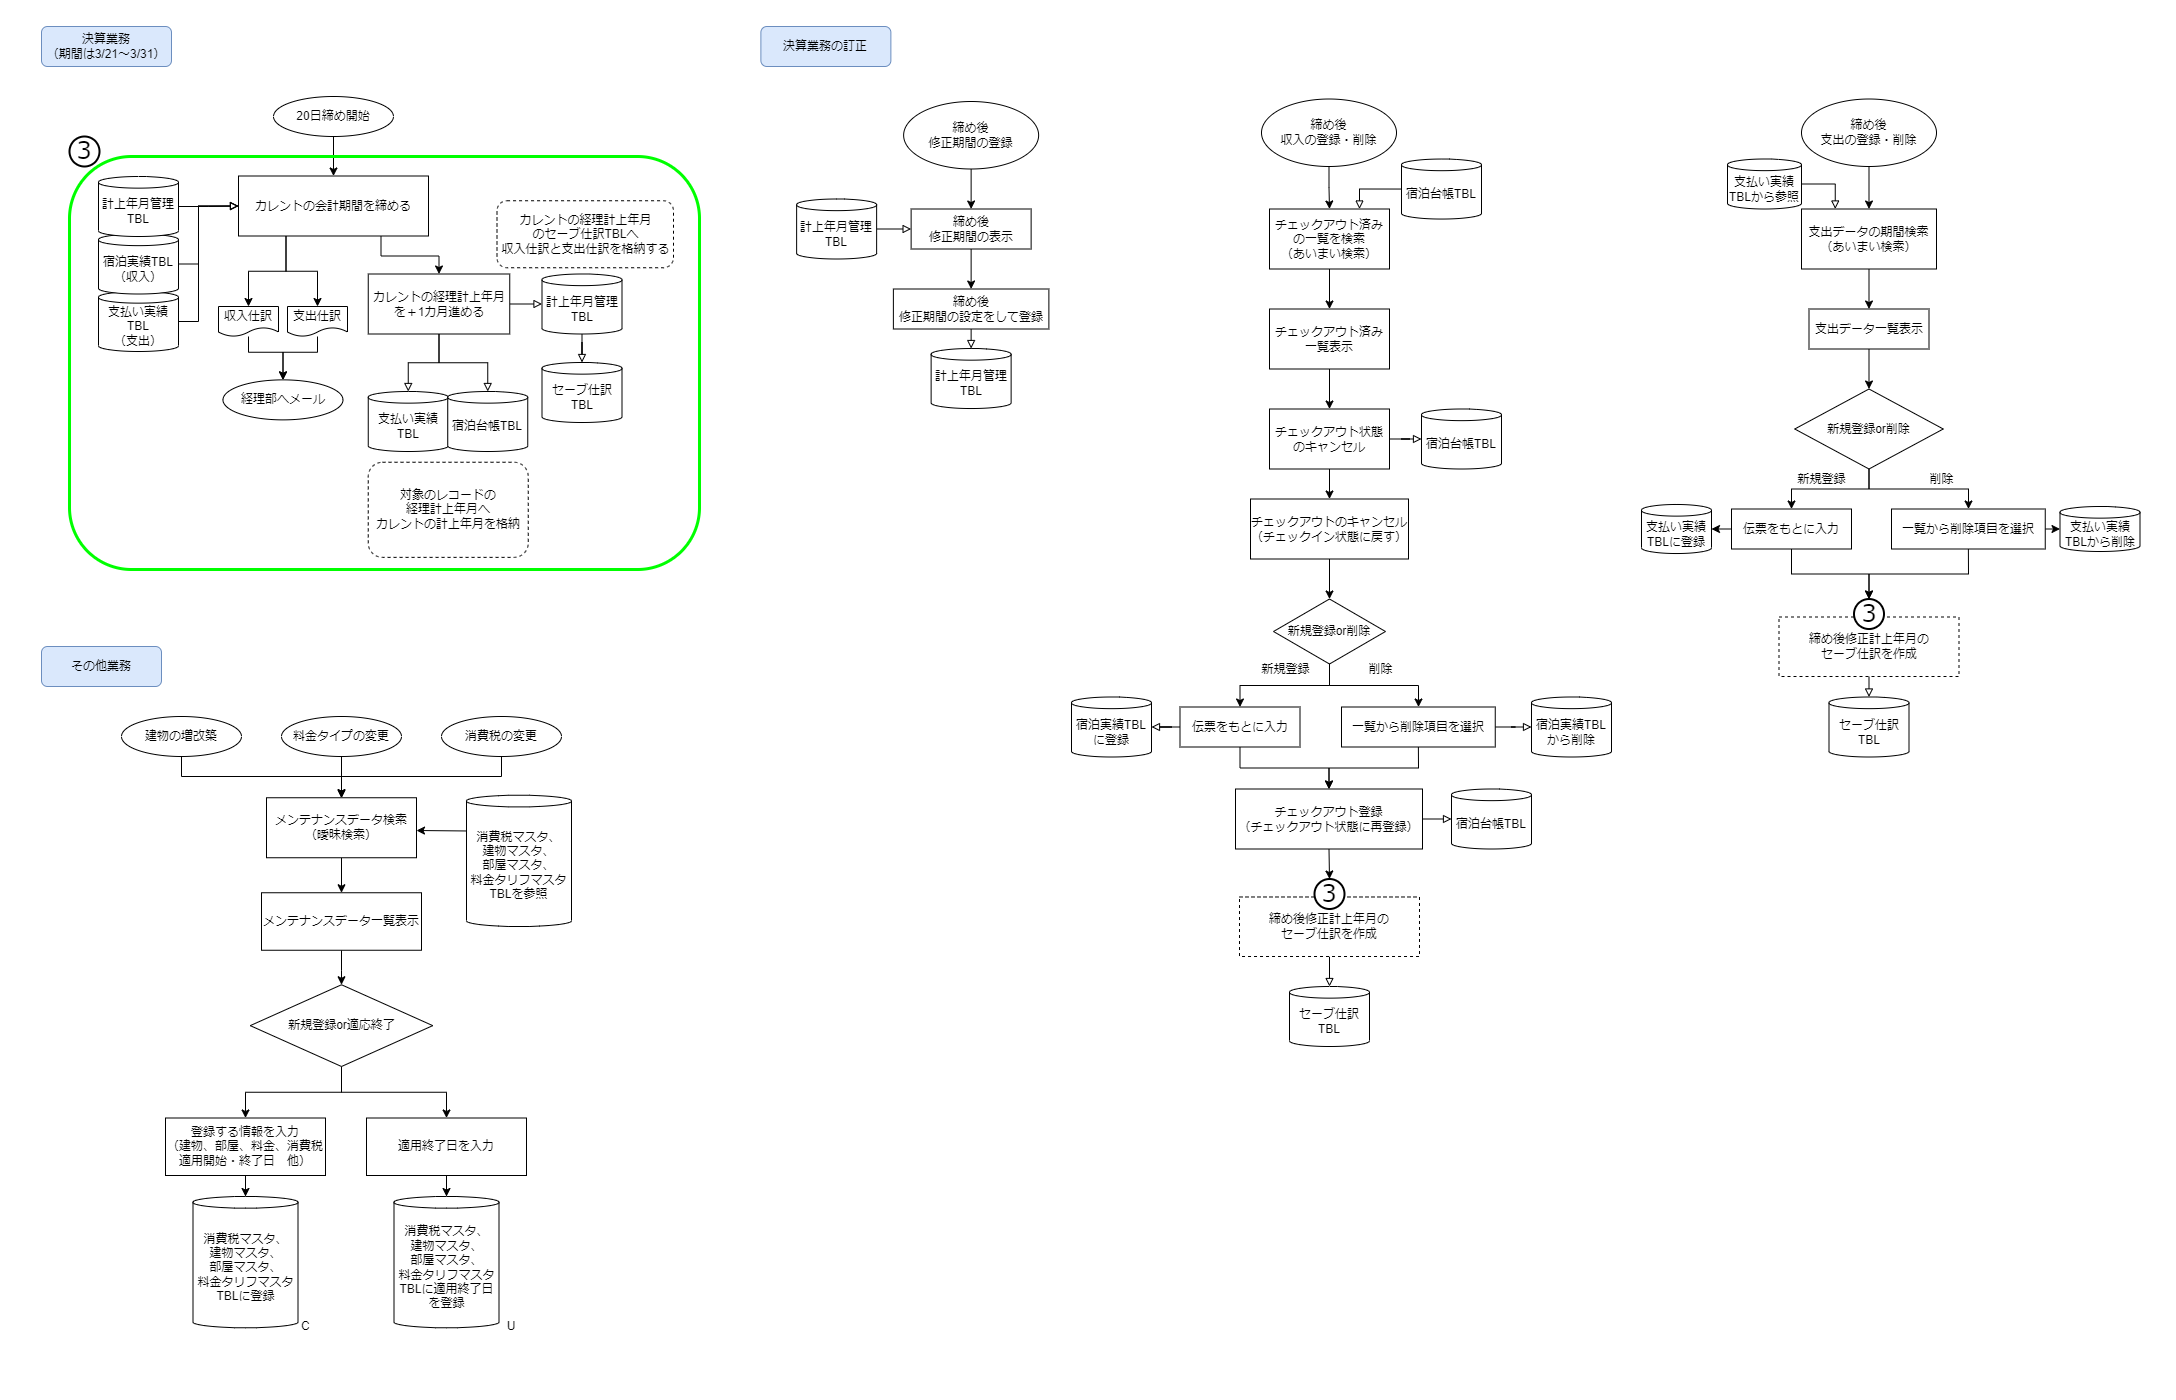 決算業務
（期間は3/21～3/31）
20日締め開始
③
計上年月管理
TBL
宿泊実績TBL
（収入）
支払い実績
TBL
（支出）
カレントの会計期間を締める
カレントの経理計上年月
のセーブ仕訳TBLへ
収入仕訳と支出仕訳を格納する
収入仕訳
支出仕訳
カレントの経理計上年月
を＋1カ月進める
計上年月管理
TBL
経理部へメール
支払い実績
TBL
宿泊台帳TBL
セーブ仕訳
TBL
対象のレコードの
経理計上年月へ
カレントの計上年月を格納
その他業務
建物の増改築
料金タイプの変更
消費税の変更
メンテナンスデータ検索
（曖昧検索）
消費税マスタ、
建物マスタ、
部屋マスタ、
料金タリフマスタ
TBLを参照
メンテナンスデータ一覧表示
新規登録or適応終了
登録する情報を入力
（建物、部屋、料金、消費税
適用開始・終了日　他）
適用終了日を入力
消費税マスタ、
建物マスタ、
部屋マスタ、
料金タリフマスタ
TBLに登録
C
消費税マスタ、
建物マスタ、
部屋マスタ、
料金タリフマスタ
TBLに適用終了日
を登録
U
決算業務の訂正
締め後
修正期間の登録
計上年月管理
TBL
締め後
修正期間の表示
締め後
修正期間の設定をして登録
計上年月管理
TBL
締め後
収入の登録・削除
宿泊台帳TBL
チェックアウト済み
の一覧を検索
（あいまい検索）
チェックアウト済み
一覧表示
チェックアウト状態
のキャンセル
宿泊台帳TBL
チェックアウトのキャンセル
（チェックイン状態に戻す）
新規登録or削除
新規登録
削除
宿泊実績TBL
に登録
伝票をもとに入力
一覧から削除項目を選択
宿泊実績TBL
から削除
チェックアウト登録
（チェックアウト状態に再登録）
宿泊台帳TBL
③
締め後修正計上年月の
セーブ仕訳を作成
セーブ仕訳
TBL
締め後
支出の登録・削除
支払い実績
TBLから参照
支出データの期間検索
（あいまい検索）
支出データ一覧表示
新規登録or削除
新規登録
削除
支払い実績
TBLに登録
伝票をもとに入力
一覧から削除項目を選択
支払い実績
TBLから削除
③
締め後修正計上年月の
セーブ仕訳を作成
セーブ仕訳
TBL